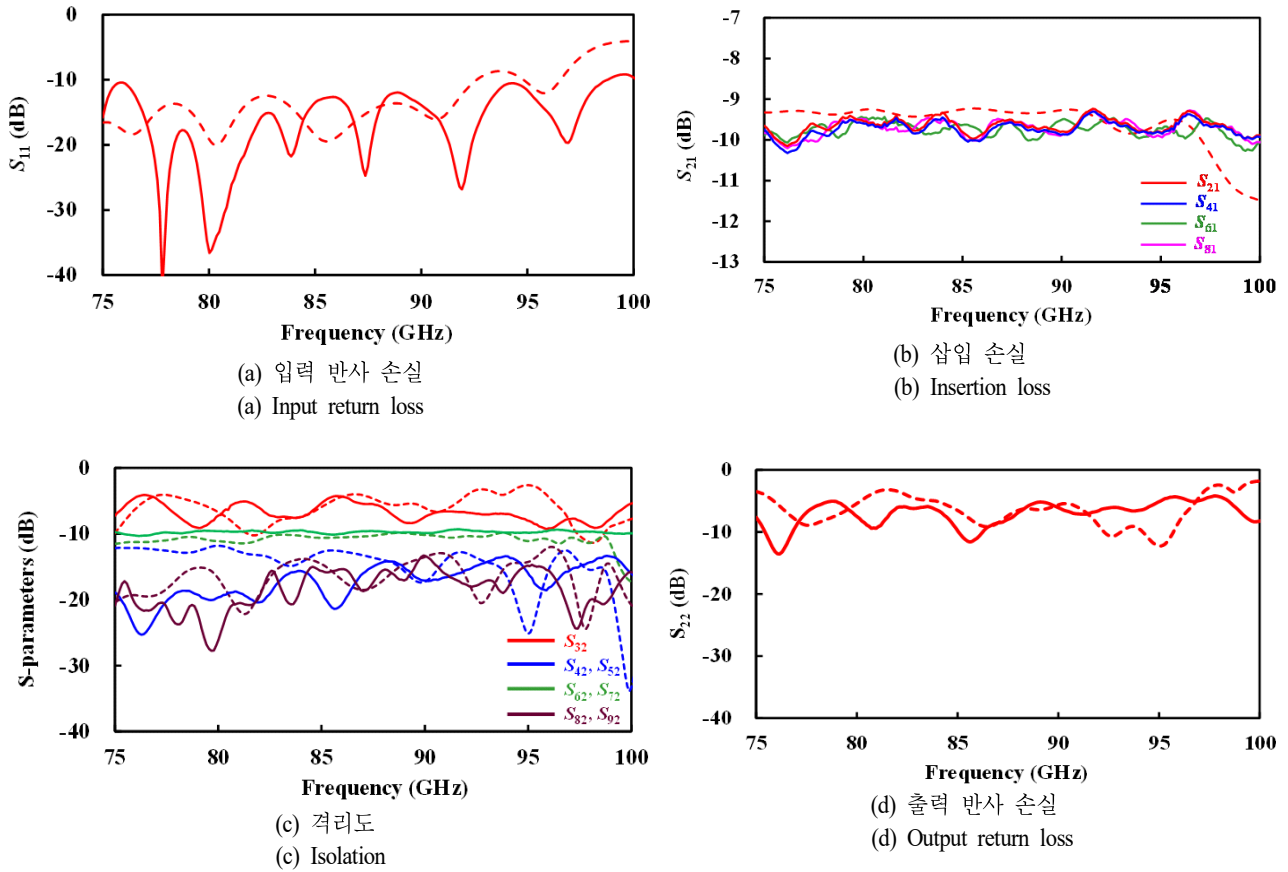 0
-10
-20
-30
-40
S11 (dB)
75 80 85 90 95 100
Frequency (GHz)
(a) 입력 반사 손실
(a) Input return loss
-7
-8
-9
-10
-11
-12
-13
S21 (dB)
S21
S41
S61
S81
75 80 85 90 95 100
Frequency (GHz)
(b) 삽입 손실
(b) Insertion loss
0
-10
-20
-30
-40
S-parameters (dB)
S32
S42, S52
S62, S72
S82, S92
75 80 85 90 95 100
Frequency (GHz)
(c) 격리도
(c) Isolation
0
-10
-20
-30
-40
S22 (dB)
75 80 85 90 95 100
Frequency (GHz)
(d) 출력 반사 손실
(d) Output return loss